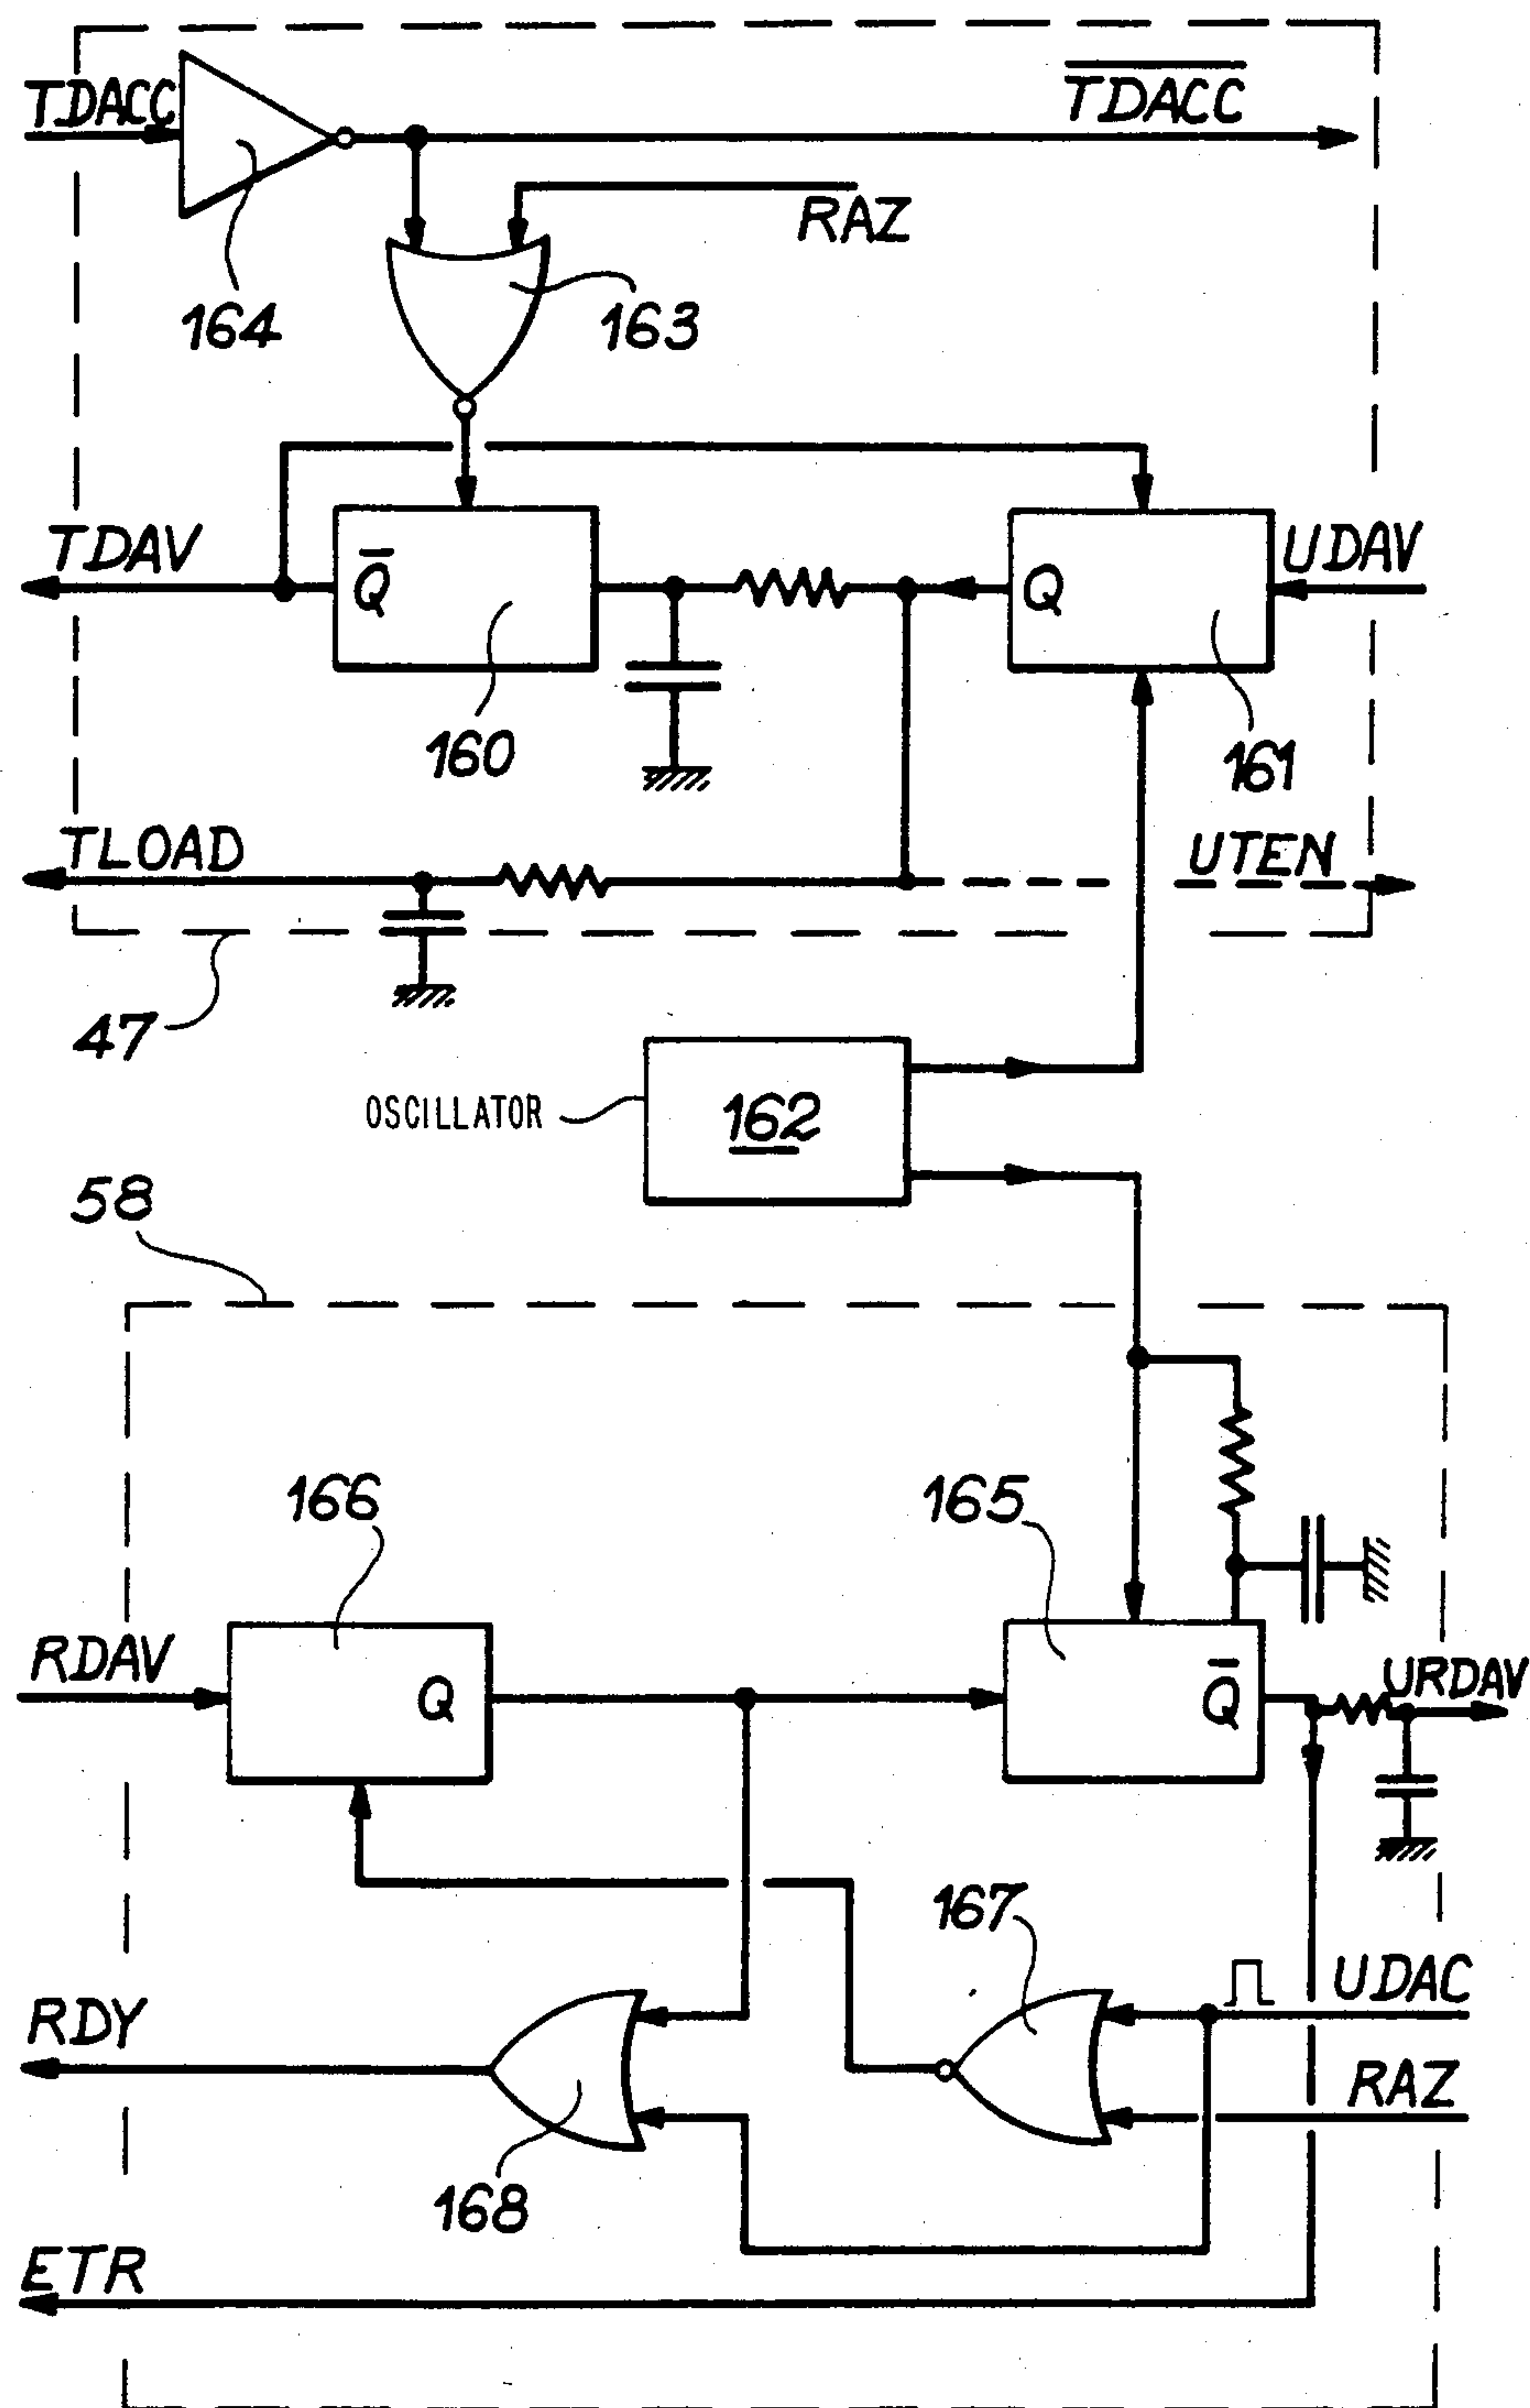 TDACC
T̅D̅A̅C̅C̅
RAZ
164
163
TDAV
Q̅
Q
UDAV
160
161
TLOAD
UTEN
47
OSCILLATOR
162
58
166
165
RDAV
Q
Q̅
URDAV
167
UDAC
RDY
RAZ
168
ETR